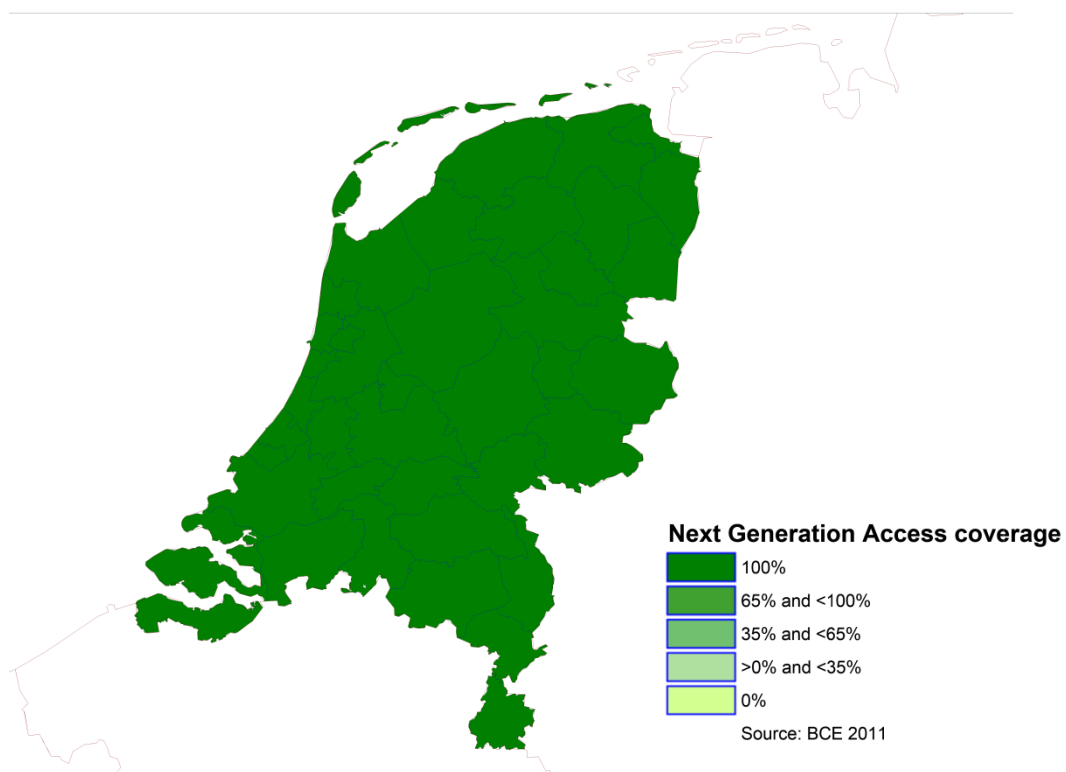 Next Generation Access coverage
100%
65% and <100%
35% and <65%
>0% and <35%
0%
Source: BCE 2011